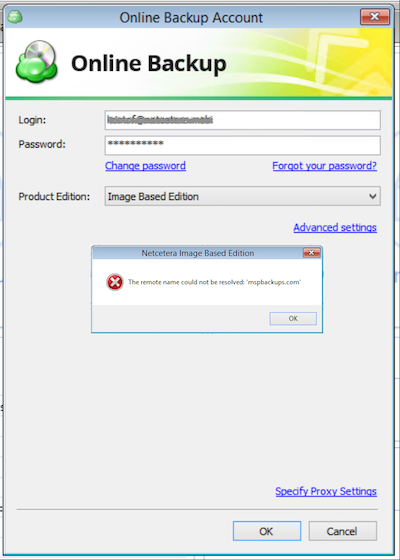 Online Backup Account
Online Backup
Login:
Password: **********
Change password Forgot your password?
Product Edition: Image Based Edition
Advanced settings
Netcetera Image Based Edition
The remote name could not be resolved: 'mspbackups.com'
OK
Specify Proxy Settings
OK Cancel